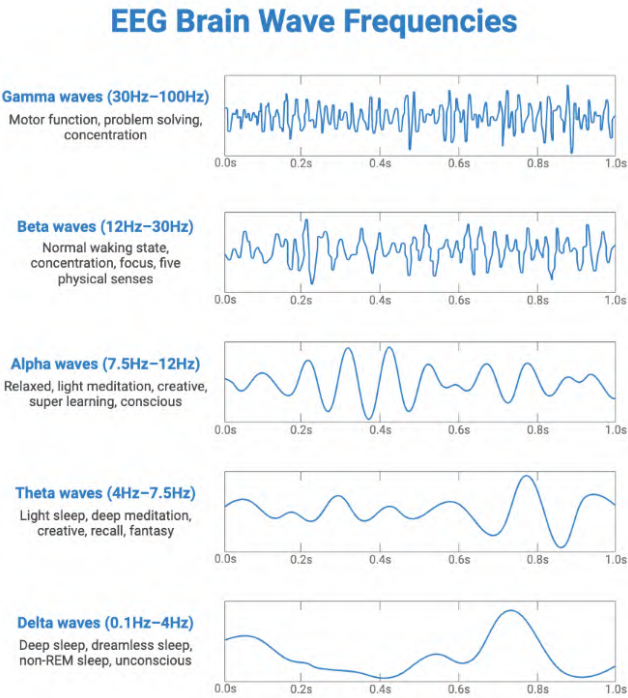 EEG Brain Wave Frequencies
Gamma waves (30Hz–100Hz)
Motor function, problem solving,
concentration
0.0s 0.2s 0.4s 0.6s 0.8s 1.0s
Beta waves (12Hz–30Hz)
Normal waking state,
concentration, focus, five
physical senses
0.0s 0.2s 0.4s 0.6s 0.8s 1.0s
Alpha waves (7.5Hz–12Hz)
Relaxed, light meditation, creative,
super learning, conscious
0.0s 0.2s 0.4s 0.6s 0.8s 1.0s
Theta waves (4Hz–7.5Hz)
Light sleep, deep meditation,
creative, recall, fantasy
0.0s 0.2s 0.4s 0.6s 0.8s 1.0s
Delta waves (0.1Hz–4Hz)
Deep sleep, dreamless sleep,
non-REM sleep, unconscious
0.0s 0.2s 0.4s 0.6s 0.8s 1.0s